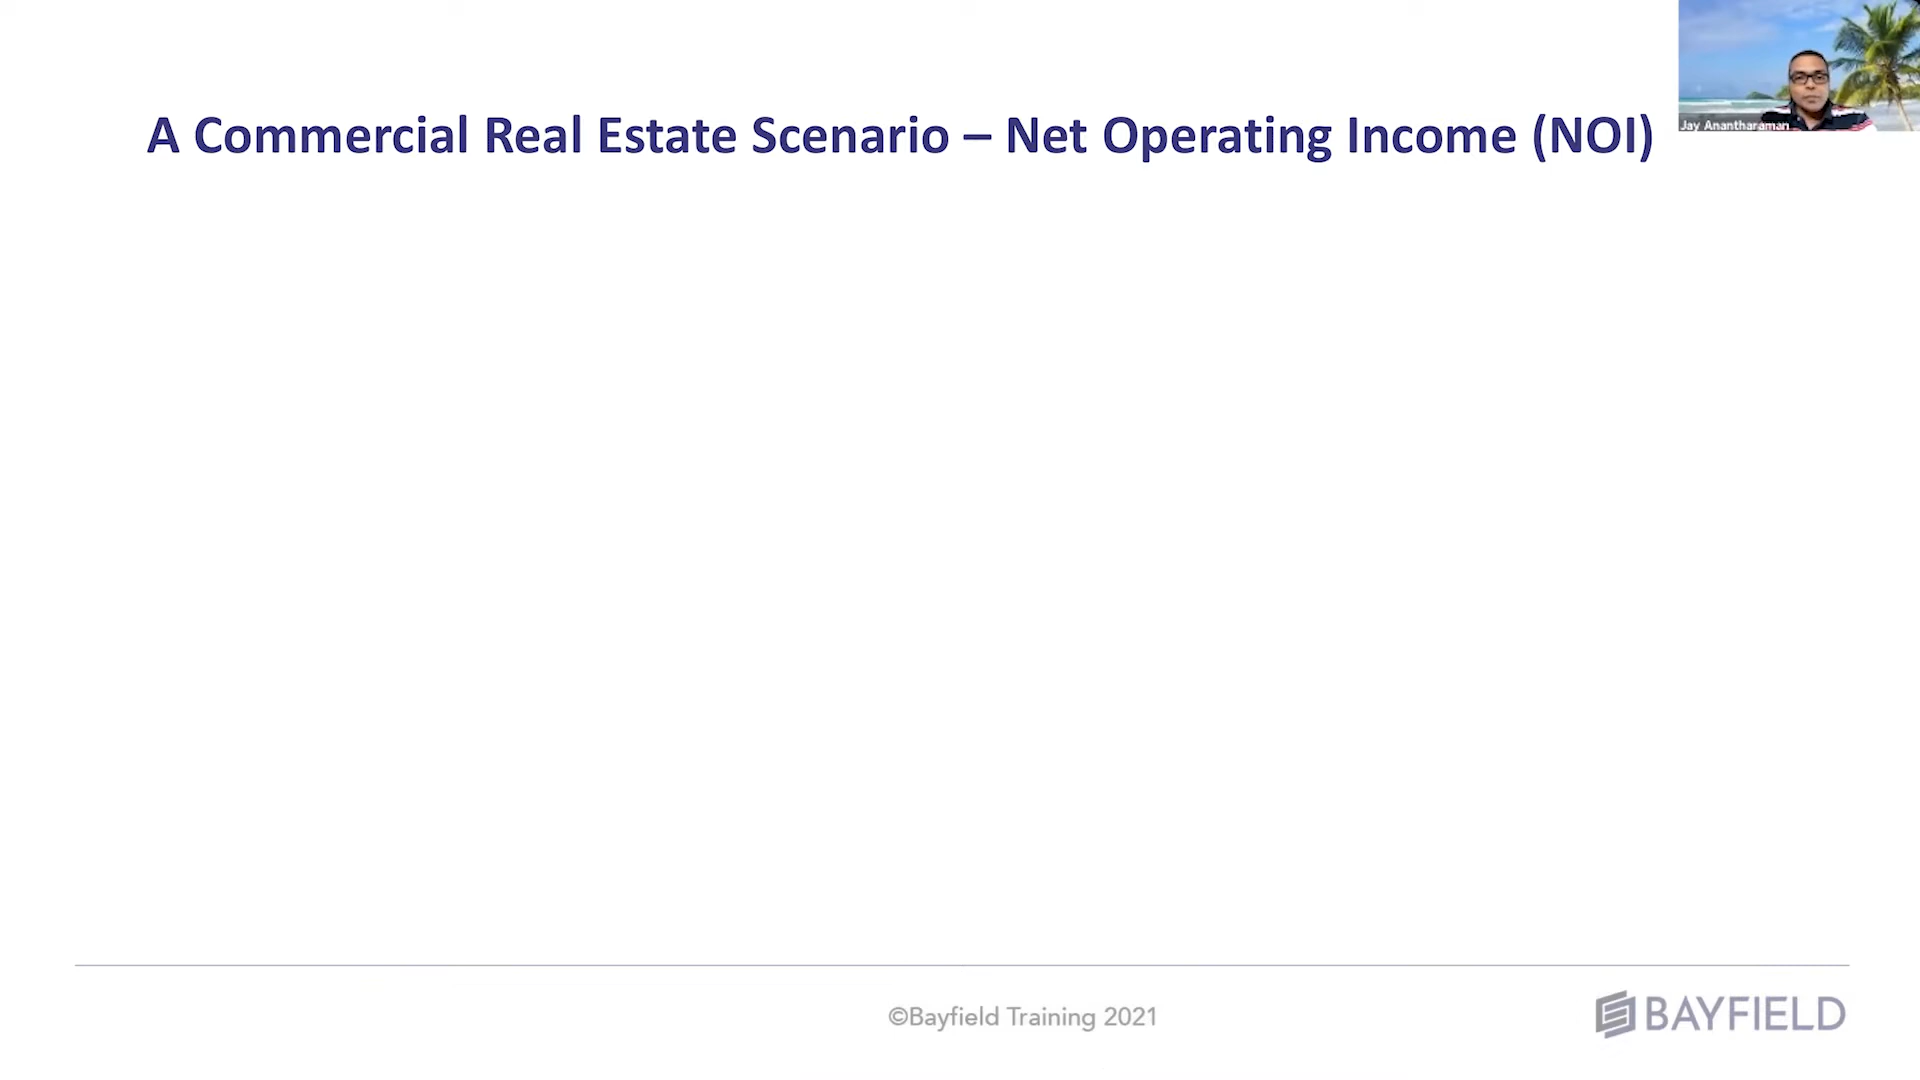 A Commercial Real Estate Scenario – Net Operating Income (NOI)
Jay Anantharaman
©Bayfield Training 2021
BAYFIELD